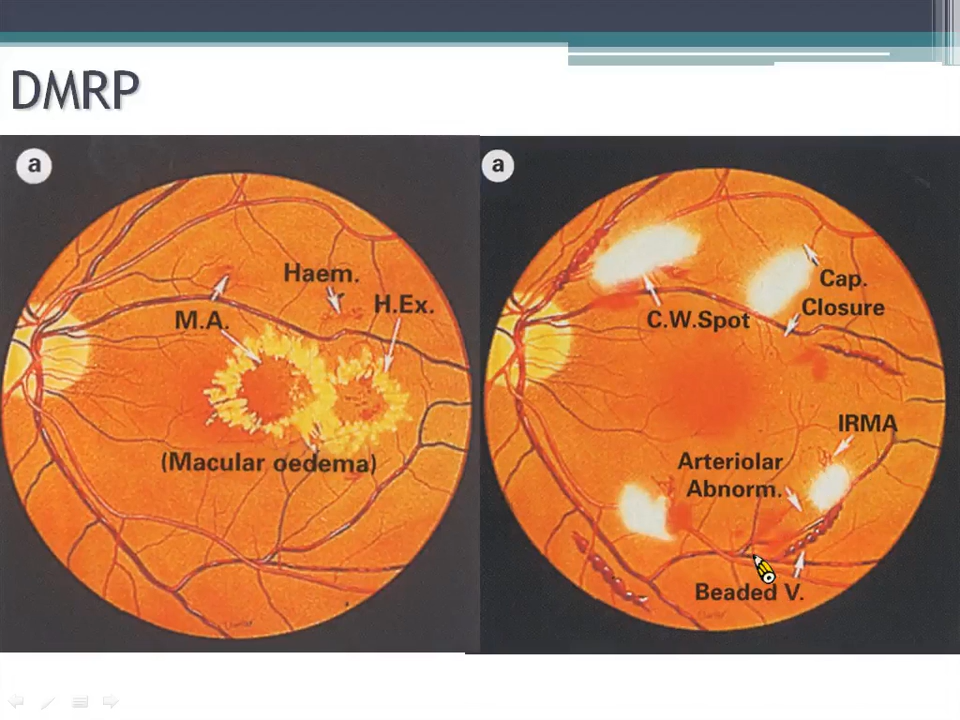 DMRP
a
Haem.
H.Ex.
M.A.
(Macular oedema)
a
Cap.
Closure
C.W.Spot
IRMA
Arteriolar
Abnorm.
Beaded V.